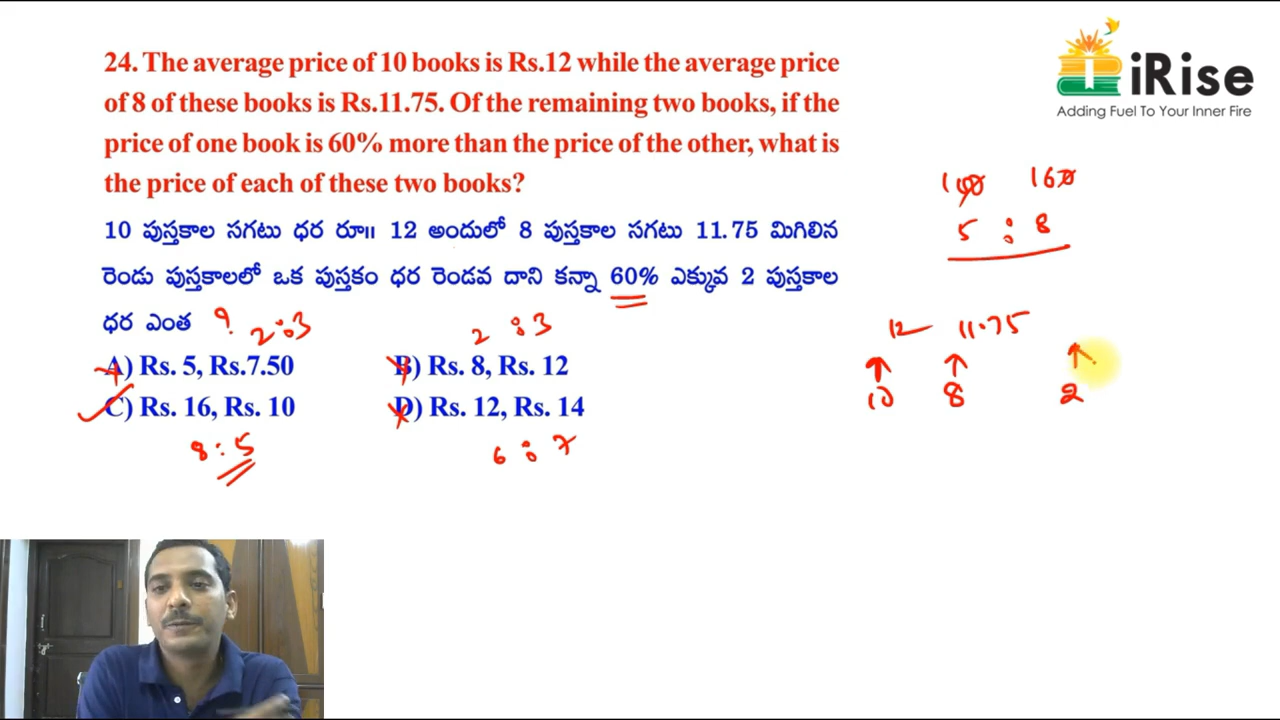 24. The average price of 10 books is Rs.12 while the average price
of 8 of these books is Rs.11.75. Of the remaining two books, if the
price of one book is 60% more than the price of the other, what is
the price of each of these two books?
10 పుస్తకాల సగటు ధర రూ॥ 12 అందులో 8 పుస్తకాల సగటు 11.75 మిగిలిన
రెండు పుస్తకాలలో ఒక పుస్తకం ధర రెండవ దాని కన్నా 60% ఎక్కువ 2 పుస్తకాల
ధర ఎంత ?
2:3
2 : 3
A) Rs. 5, Rs.7.50 B) Rs. 8, Rs. 12
C) Rs. 16, Rs. 10 D) Rs. 12, Rs. 14
8 : 5
6 : 7
iRise
Adding Fuel To Your Inner Fire
100 160
5 : 8
12 11.75
10 8 2